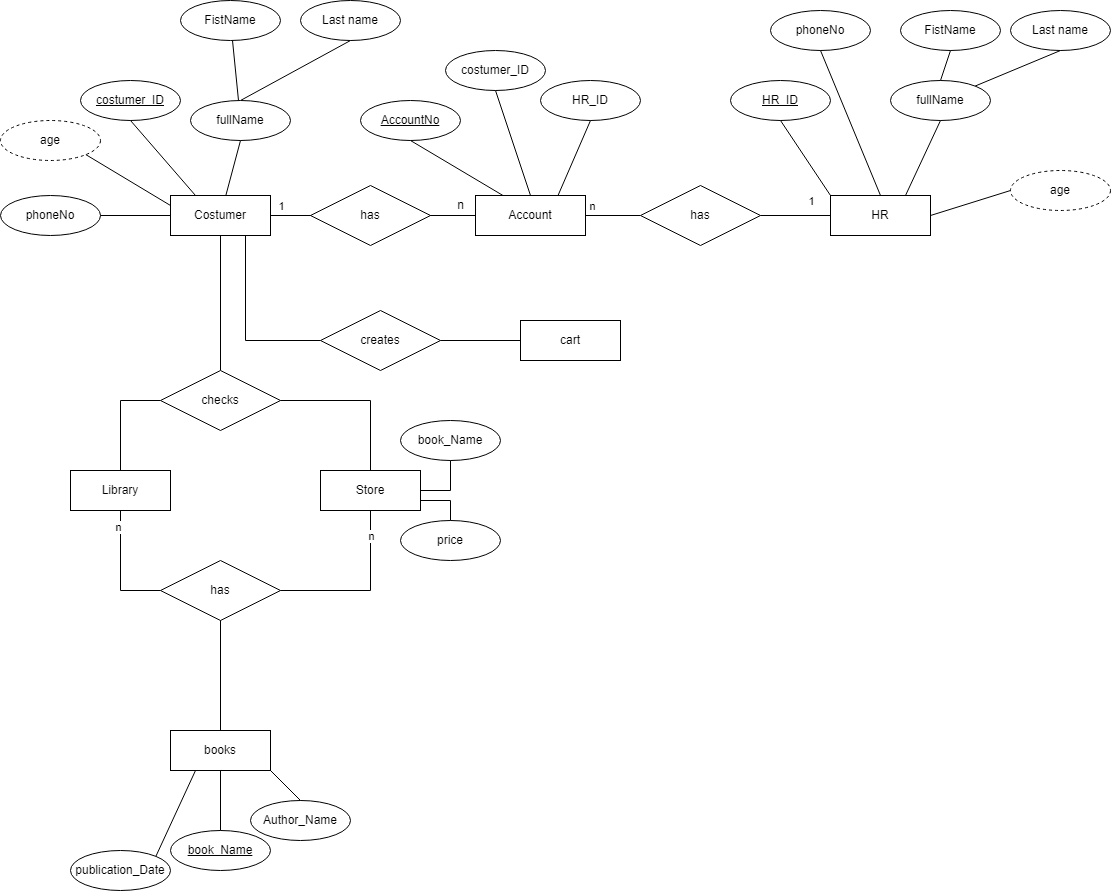 FistName
Last name
phoneNo
FistName
Last name
costumer_ID
costumer_ID
HR_ID
HR_ID
fullName
fullName
AccountNo
age
age
phoneNo
Costumer
1
has
n
Account
n
has
1
HR
creates
cart
checks
book_Name
Library
Store
n
n
price
has
books
Author_Name
book_Name
publication_Date